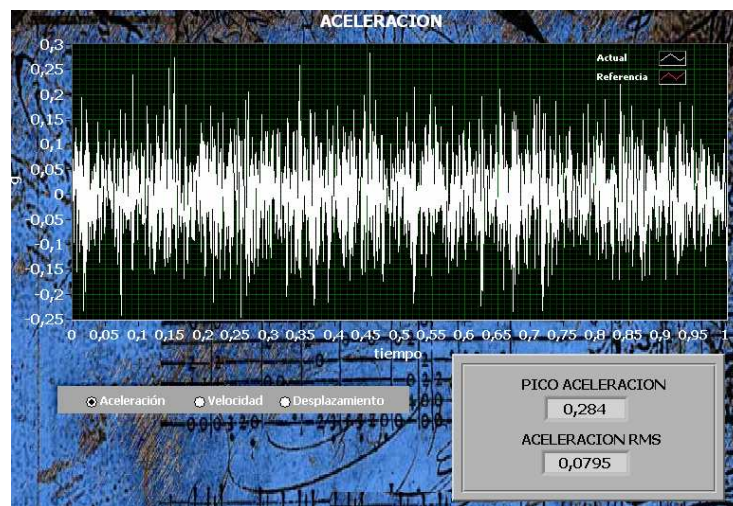 ACELERACION
Actual
Referencia
0,3
0,25
0,2
0,15
0,1
0,05
0
-0,05
-0,1
-0,15
-0,2
-0,25
g
0 0,05 0,1 0,15 0,2 0,25 0,3 0,35 0,4 0,45 0,5 0,55 0,6 0,65 0,7 0,75 0,8 0,85 0,9 0,95 1
tiempo
Aceleración Velocidad Desplazamiento
PICO ACELERACION
0,284
ACELERACION RMS
0,0795